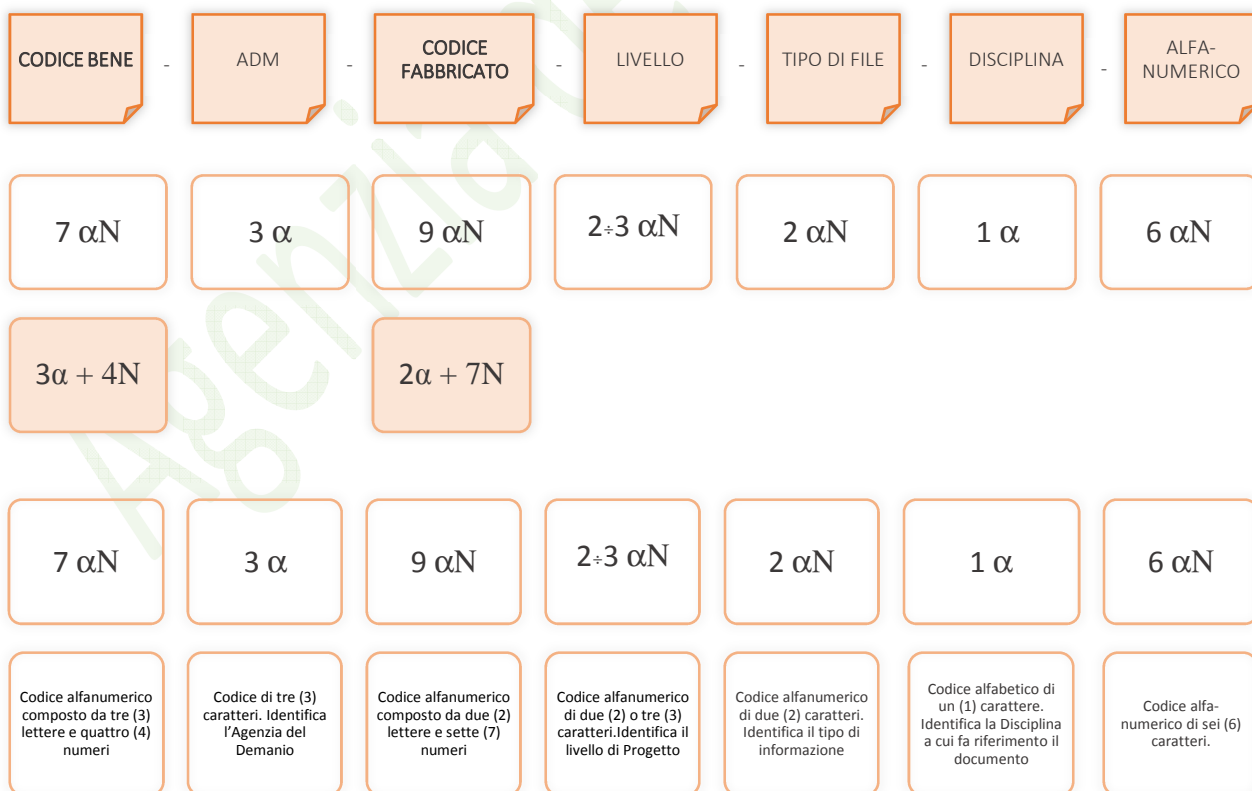 CODICE BENE - ADM - CODICE FABBRICATO - LIVELLO - TIPO DI FILE - DISCIPLINA - ALFA-NUMERICO
7 αN
3 α
9 αN
2÷3 αN
2 αN
1 α
6 αN
3α + 4N
2α + 7N
7 αN
3 α
9 αN
2÷3 αN
2 αN
1 α
6 αN
Codice alfanumerico
composto da tre (3)
lettere e quattro (4)
numeri
Codice di tre (3)
caratteri. Identifica
l’Agenzia del
Demanio
Codice alfanumerico
composto da due (2)
lettere e sette (7)
numeri
Codice alfanumerico
di due (2) o tre (3)
caratteri.Identifica il
livello di Progetto
Codice alfanumerico
di due (2) caratteri.
Identifica il tipo di
informazione
Codice alfabetico di
un (1) carattere.
Identifica la Disciplina
a cui fa riferimento il
documento
Codice alfa-
numerico di sei (6)
caratteri.
Agenzia